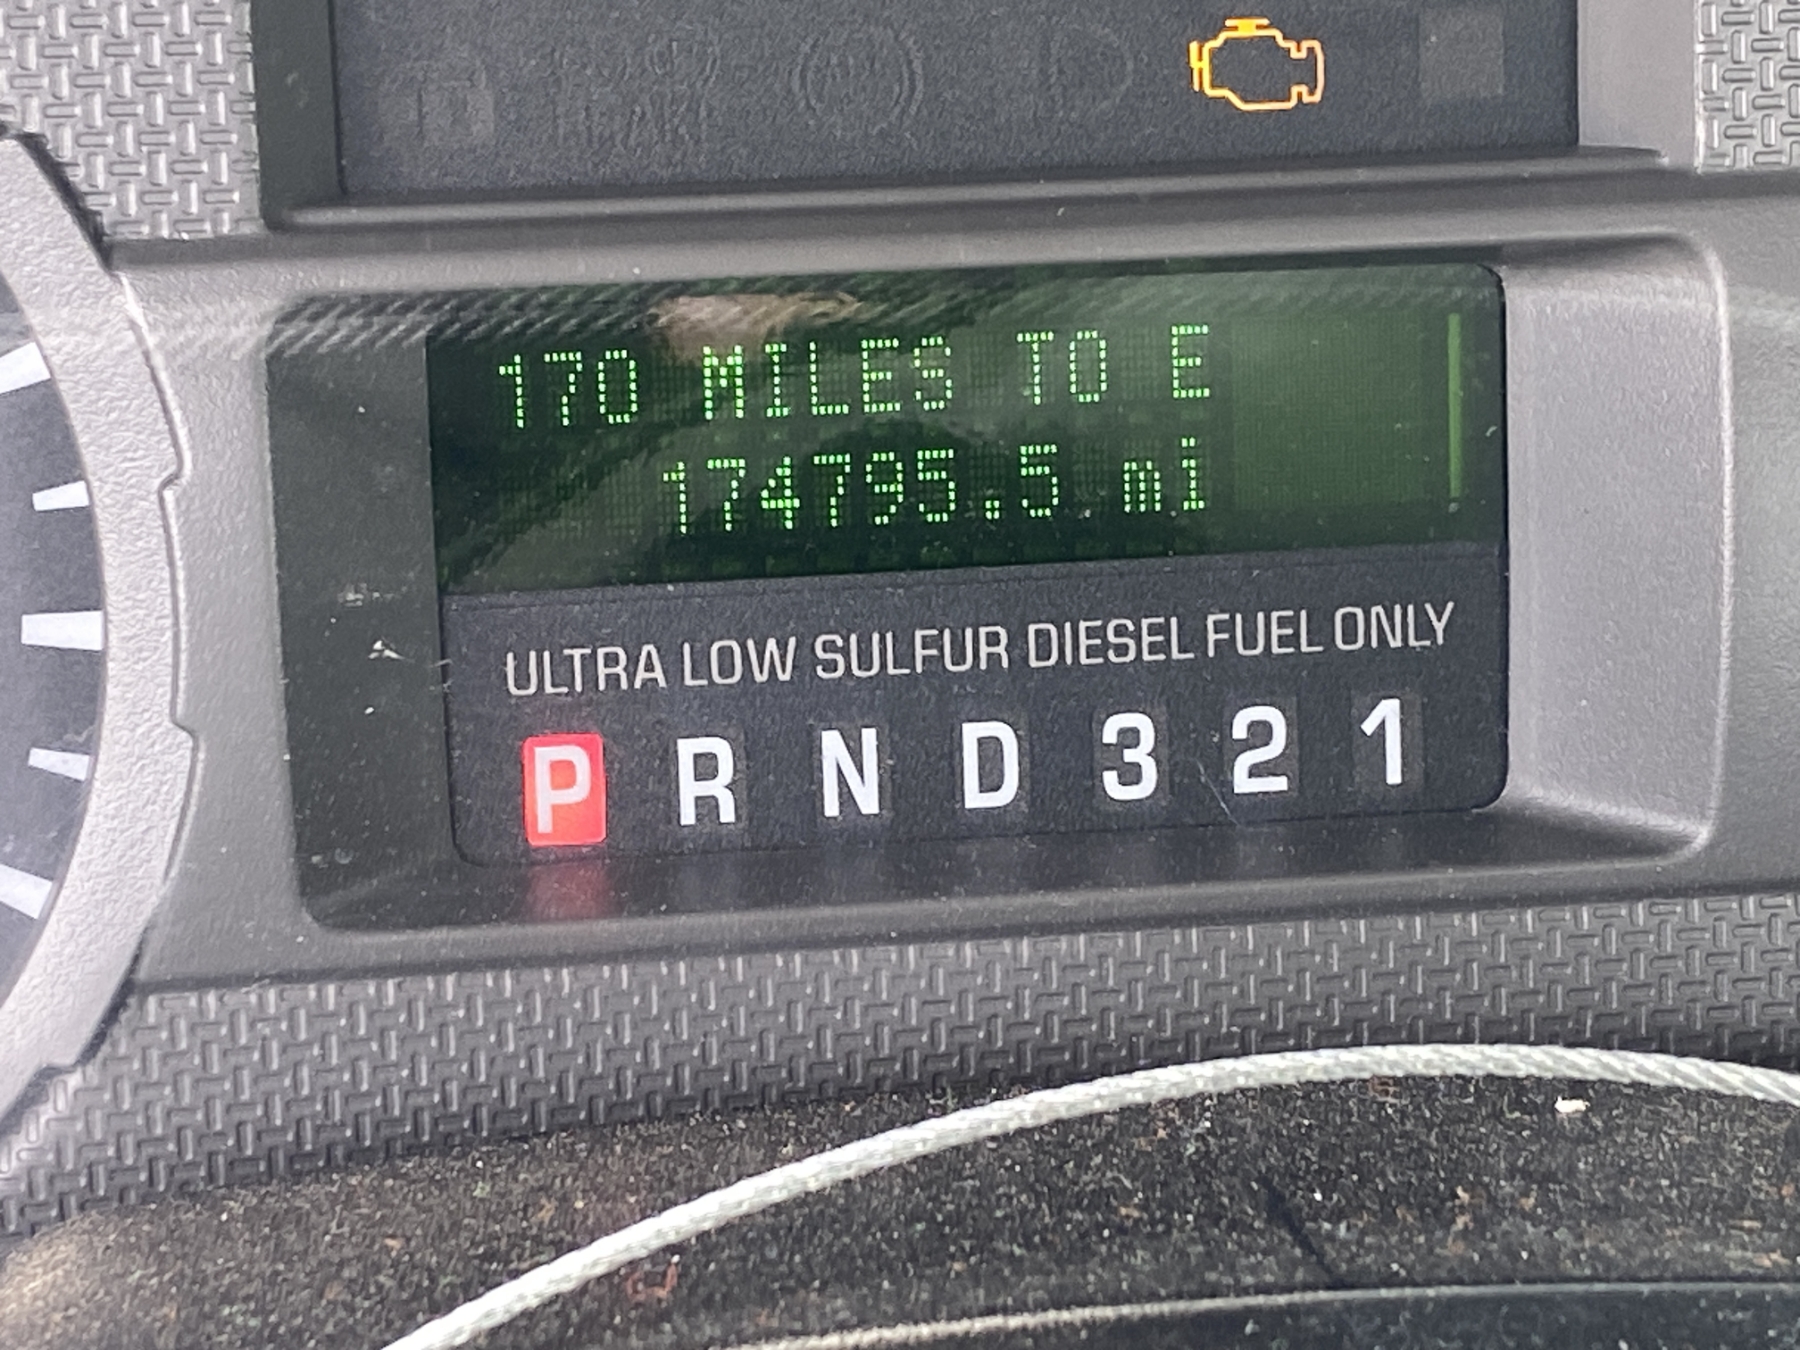 170 MILES TO E
174795.5 mi
ULTRA LOW SULFUR DIESEL FUEL ONLY
P R N D 3 2 1